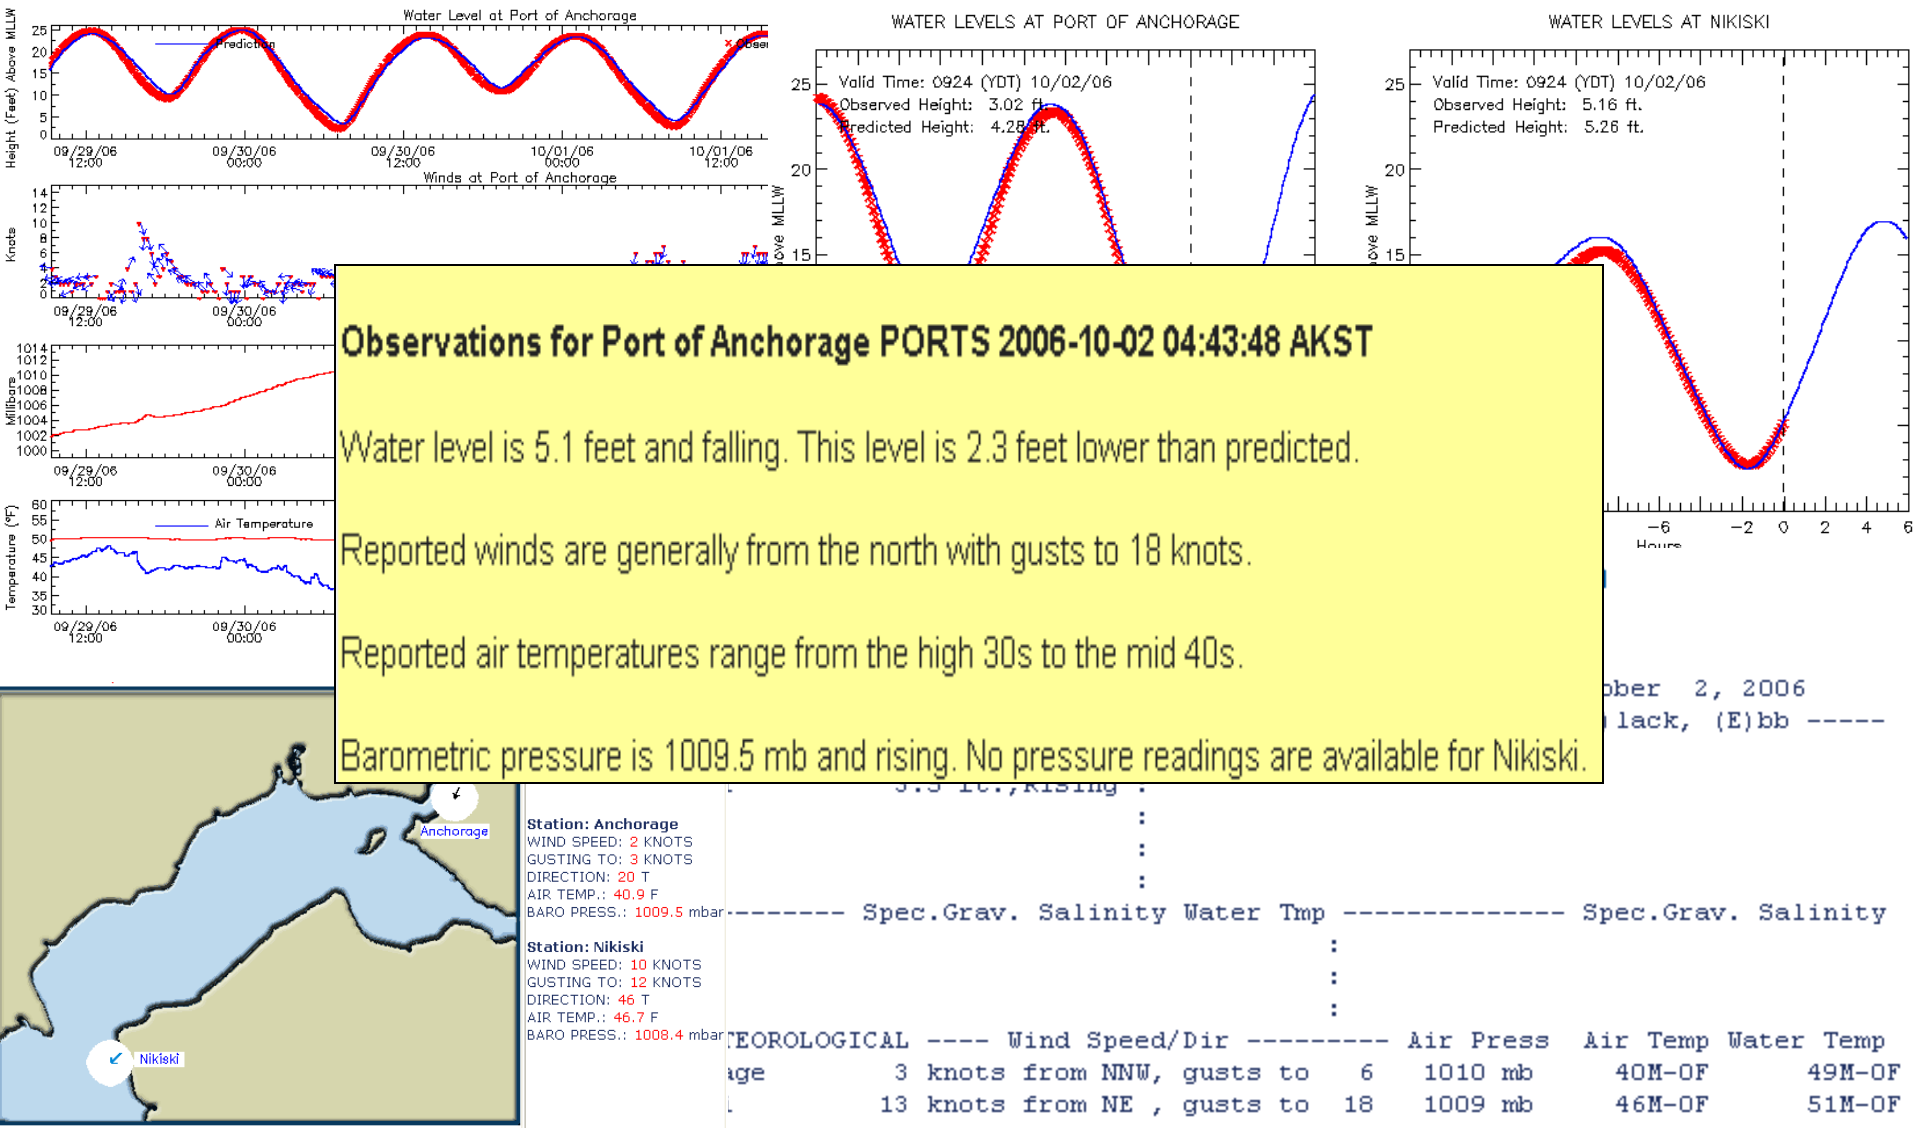 Water Level at Port of Anchorage
Height (Feet) Above MLLW
25
20
15
10
5
0
Prediction
09/29/06 12:00
09/30/06 00:00
09/30/06 12:00
10/01/06 00:00
10/01/06 12:00
Winds at Port of Anchorage
Knots
14
12
10
8
6
4
2
0
09/29/06 12:00
09/30/06 00:00
Millibars
1014
1012
1010
1008
1006
1004
1002
1000
09/29/06 12:00
09/30/06 00:00
Temperature (°F)
60
55
50
45
40
35
30
Air Temperature
09/29/06 12:00
09/30/06 00:00
WATER LEVELS AT PORT OF ANCHORAGE
Valid Time: 0924 (YDT) 10/02/06
Observed Height: 3.02 ft.
Predicted Height: 4.28 ft.
25
20
15
ove MLLW
WATER LEVELS AT NIKISKI
Valid Time: 0924 (YDT) 10/02/06
Observed Height: 5.16 ft.
Predicted Height: 5.26 ft.
25
20
15
ove MLLW
-6 -2 0 2 4 6
Hours
Observations for Port of Anchorage PORTS 2006-10-02 04:43:48 AKST
Water level is 5.1 feet and falling. This level is 2.3 feet lower than predicted.
Reported winds are generally from the north with gusts to 18 knots.
Reported air temperatures range from the high 30s to the mid 40s.
Barometric pressure is 1009.5 mb and rising. No pressure readings are available for Nikiski.
Anchorage
Nikiski
Station: Anchorage
WIND SPEED: 2 KNOTS
GUSTING TO: 3 KNOTS
DIRECTION: 20 T
AIR TEMP.: 40.9 F
BARO PRESS.: 1009.5 mbar
Station: Nikiski
WIND SPEED: 10 KNOTS
GUSTING TO: 12 KNOTS
DIRECTION: 46 T
AIR TEMP.: 46.7 F
BARO PRESS.: 1008.4 mbar
ober 2, 2006
lack, (E)bb -----
ft.,Rising :
:
:
:
-------- Spec.Grav. Salinity Water Tmp -------------- Spec.Grav. Salinity
:
:
:
TEOROLOGICAL ---- Wind Speed/Dir --------- Air Press Air Temp Water Temp
age 3 knots from NNW, gusts to 6 1010 mb 40M-OF 49M-OF
13 knots from NE , gusts to 18 1009 mb 46M-OF 51M-OF